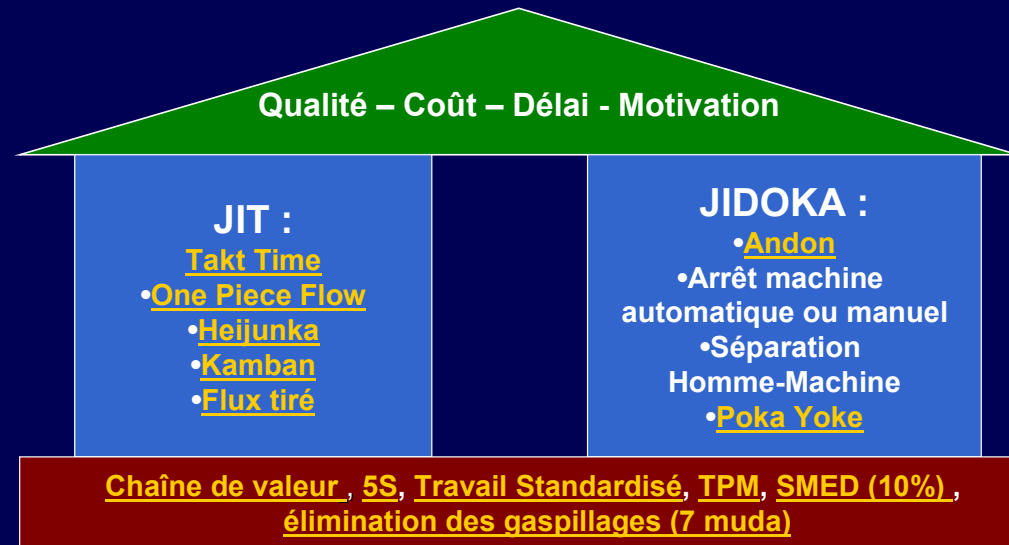 Qualité – Coût – Délai - Motivation
JIT :
Takt Time
•One Piece Flow
•Heijunka
•Kamban
•Flux tiré
JIDOKA :
•Andon
•Arrêt machine
automatique ou manuel
•Séparation
Homme-Machine
•Poka Yoke
Chaîne de valeur , 5S, Travail Standardisé, TPM, SMED (10%) ,
élimination des gaspillages (7 muda)